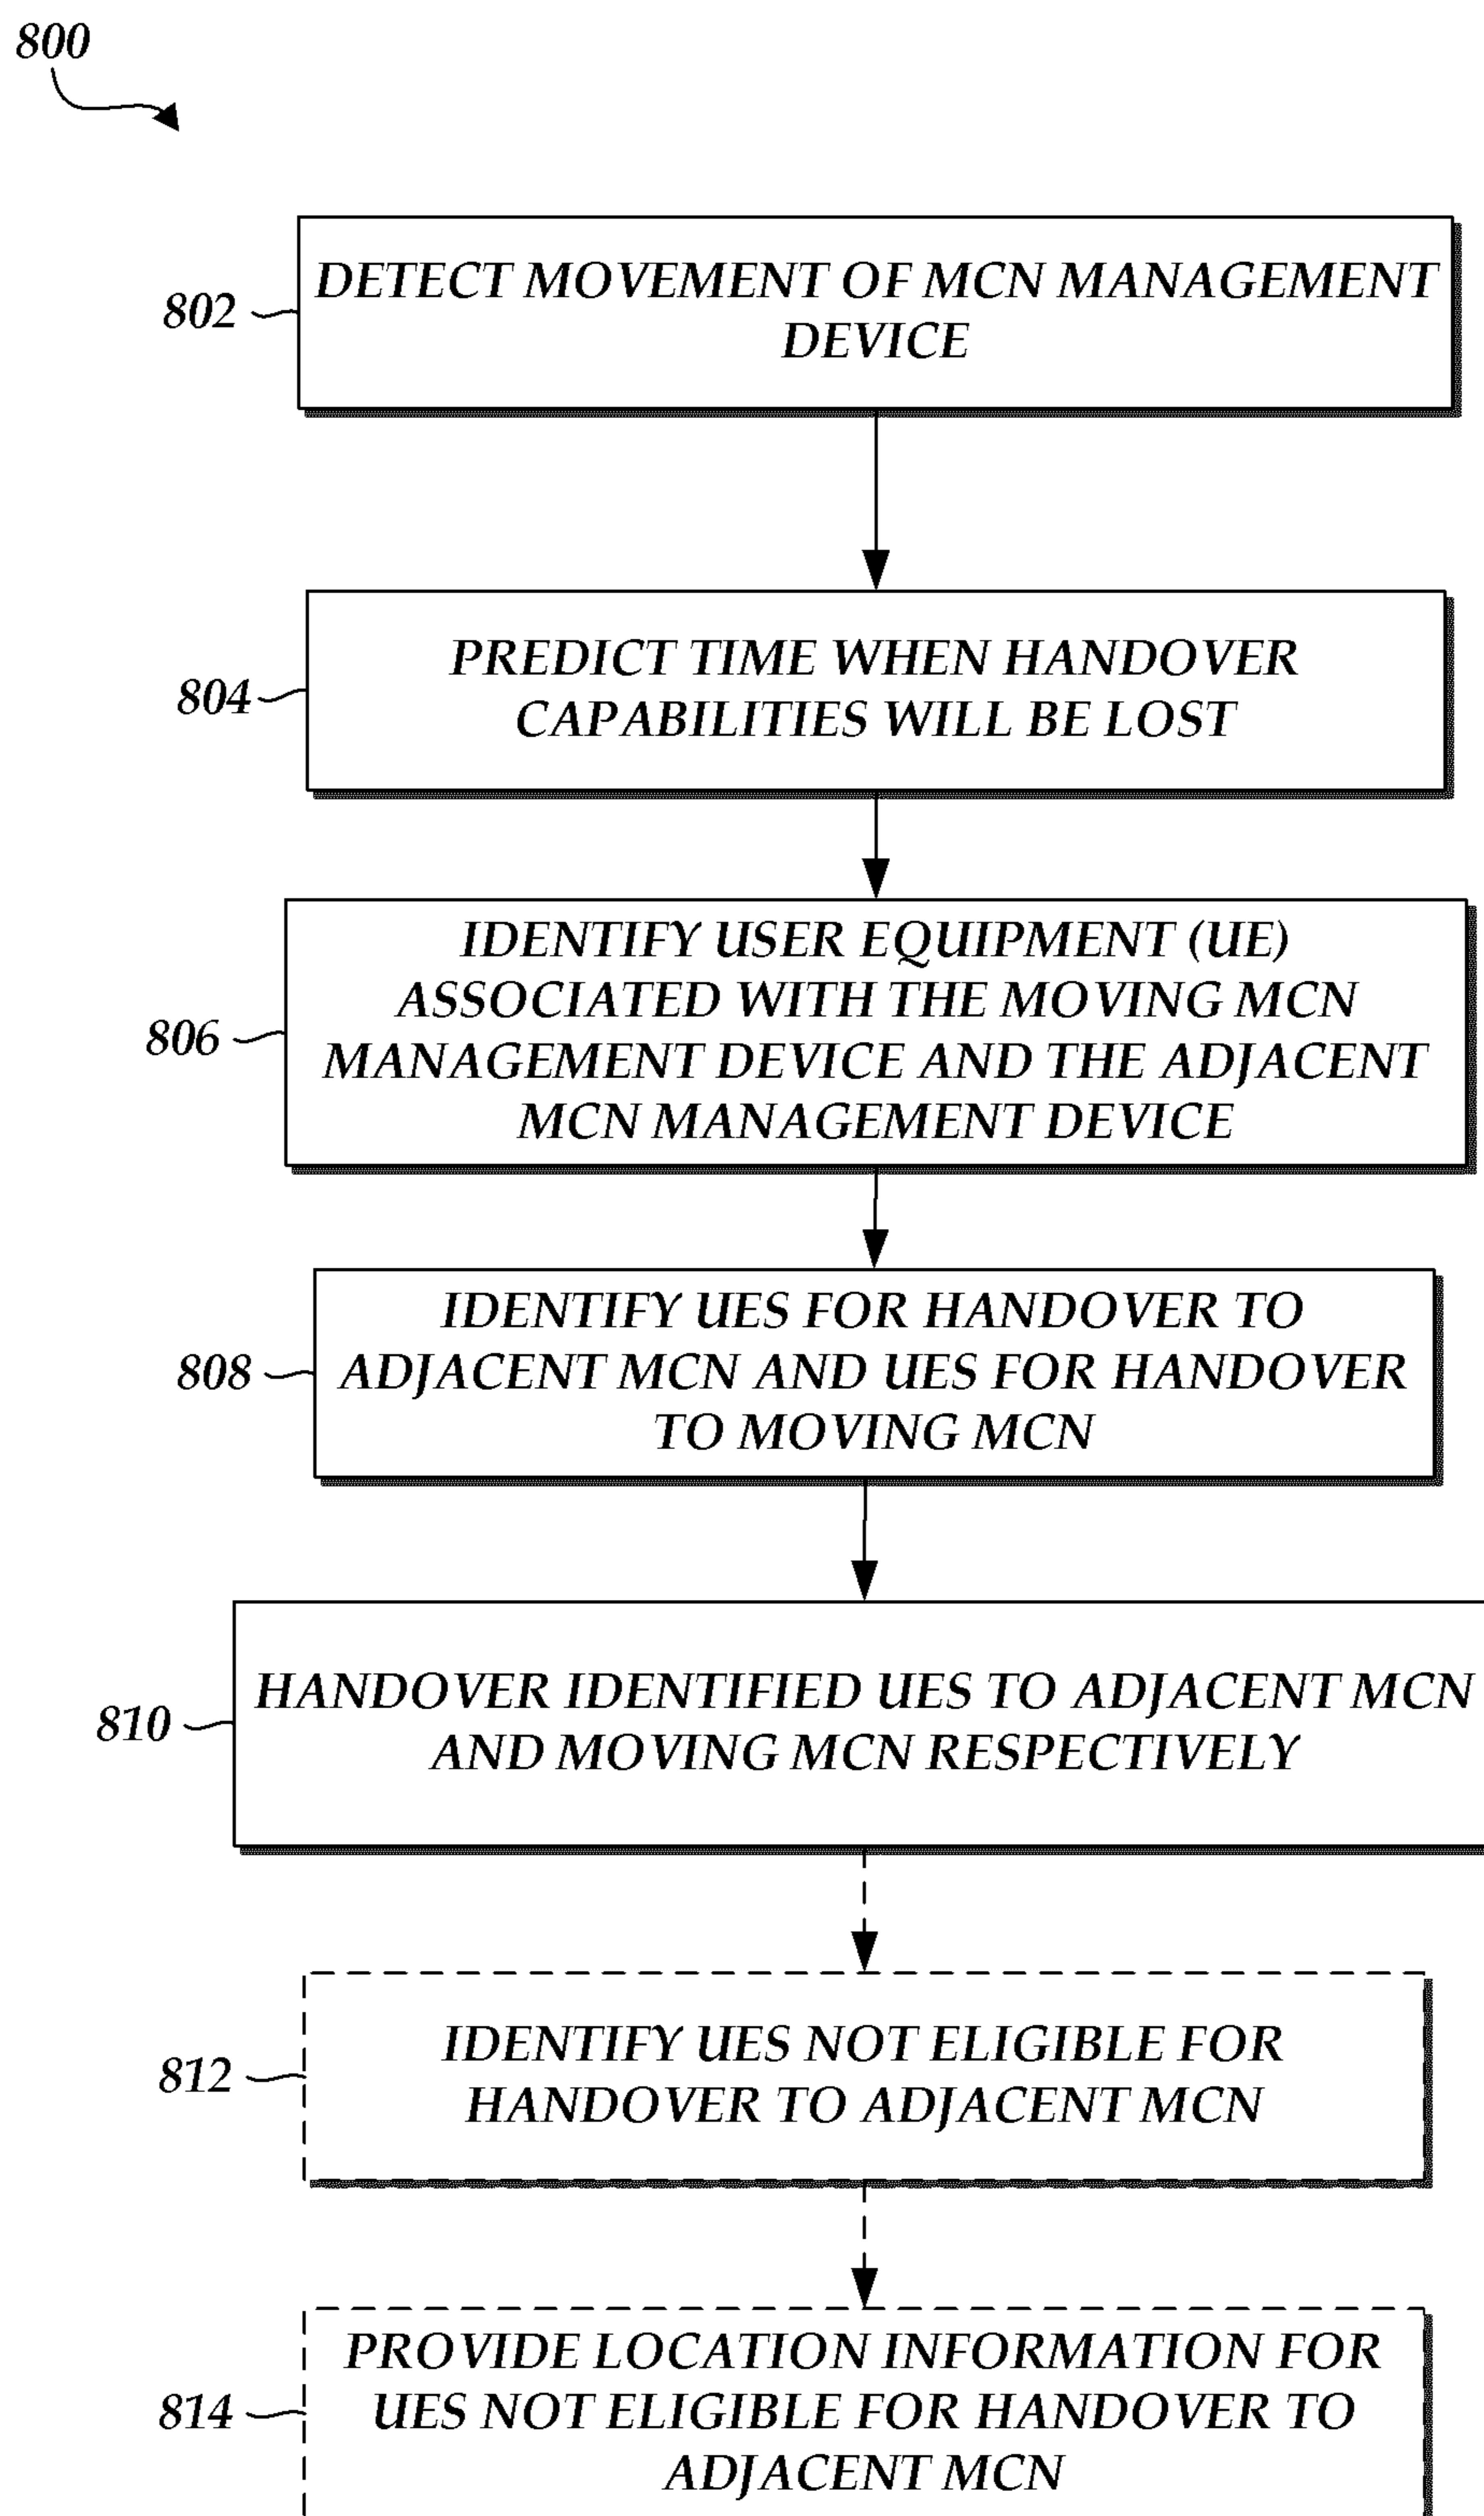 800
802
DETECT MOVEMENT OF MCN MANAGEMENT
DEVICE
804
PREDICT TIME WHEN HANDOVER
CAPABILITIES WILL BE LOST
806
IDENTIFY USER EQUIPMENT (UE)
ASSOCIATED WITH THE MOVING MCN
MANAGEMENT DEVICE AND THE ADJACENT
MCN MANAGEMENT DEVICE
808
IDENTIFY UES FOR HANDOVER TO
ADJACENT MCN AND UES FOR HANDOVER
TO MOVING MCN
810
HANDOVER IDENTIFIED UES TO ADJACENT MCN
AND MOVING MCN RESPECTIVELY
812
IDENTIFY UES NOT ELIGIBLE FOR
HANDOVER TO ADJACENT MCN
814
PROVIDE LOCATION INFORMATION FOR
UES NOT ELIGIBLE FOR HANDOVER TO
ADJACENT MCN